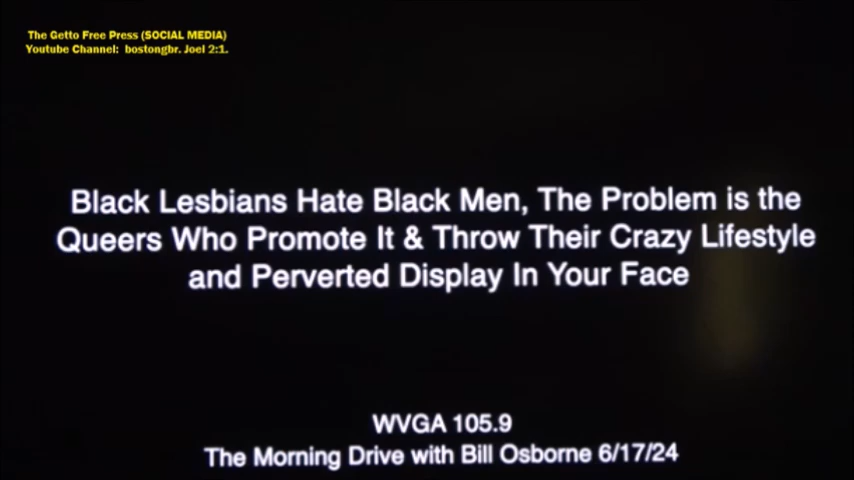 The Getto Free Press (SOCIAL MEDIA)
Youtube Channel:  bostongbr. Joel 2:1.
Black Lesbians Hate Black Men, The Problem is the
Queers Who Promote It & Throw Their Crazy Lifestyle
and Perverted Display In Your Face
WVGA 105.9
The Morning Drive with Bill Osborne 6/17/24